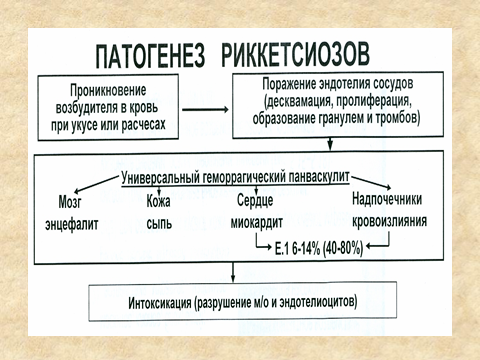 ПАТОГЕНЕЗ РИККЕТСИОЗОВ
Проникновение
возбудителя в кровь
при укусе или расчесах
Поражение эндотелия сосудов
(десквамация, пролиферация,
образование гранулем и тромбов)
Универсальный геморрагический панваскулит
Мозг Кожа Сердце Надпочечники
энцефалит сыпь миокардит кровоизлияния
Е.1 6-14% (40-80%)
Интоксикация (разрушение м/о и эндотелиоцитов)